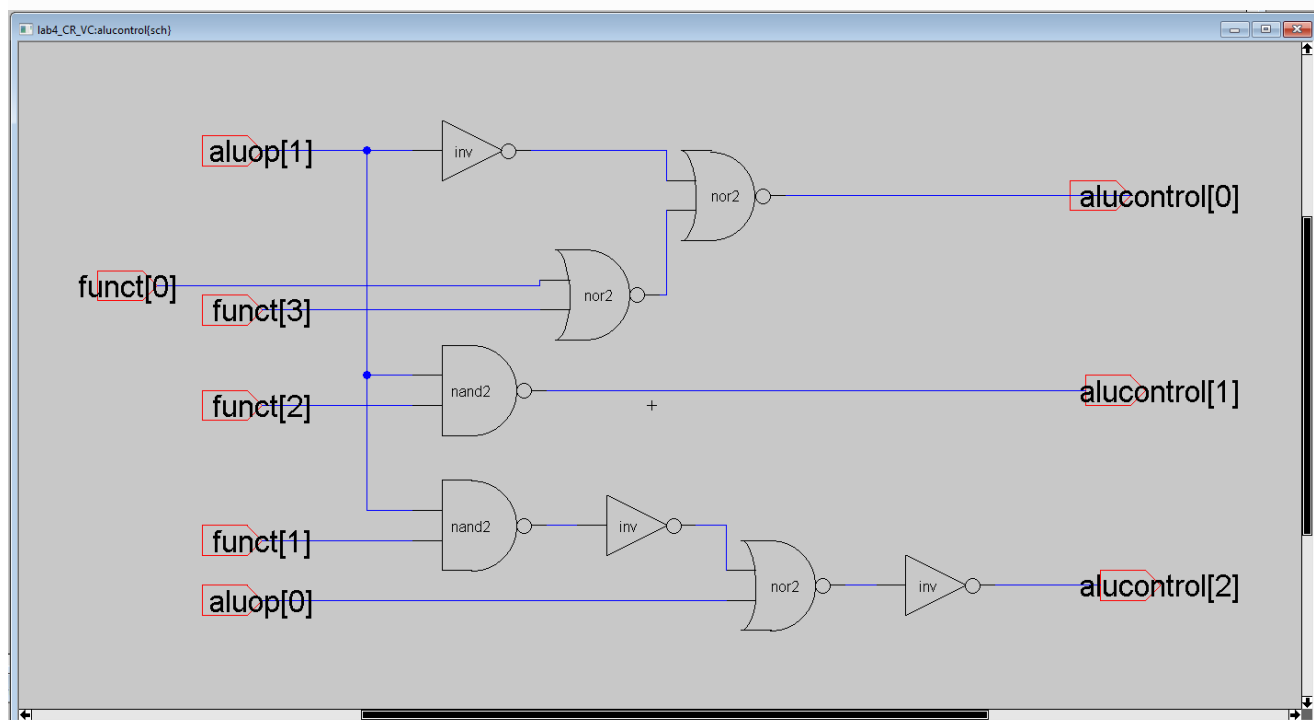 lab4_CR_VC:alucontrol{sch}
aluop[1]
inv
nor2
alucontrol[0]
funct[0]
funct[3]
nor2
funct[2]
nand2
alucontrol[1]
funct[1]
nand2
inv
aluop[0]
nor2
inv
alucontrol[2]